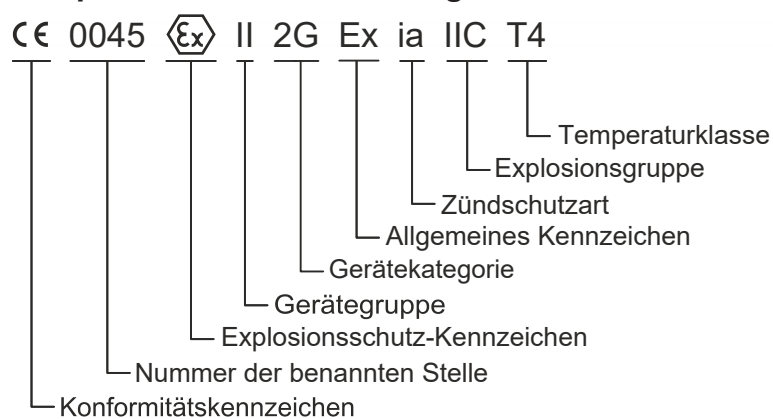 CE 0045 Ex II 2G Ex ia IIC T4
Temperaturklasse
Explosionsgruppe
Zündschutzart
Allgemeines Kennzeichen
Gerätekategorie
Gerätegruppe
Explosionsschutz-Kennzeichen
Nummer der benannten Stelle
Konformitätskennzeichen